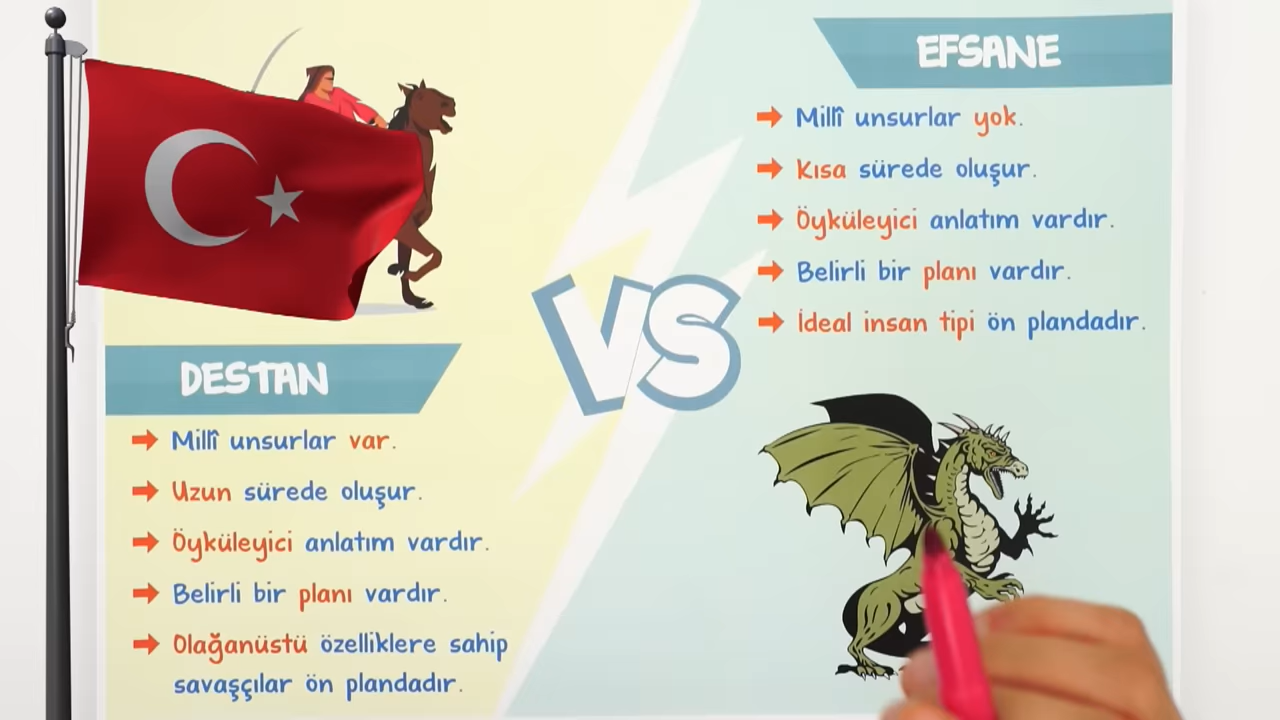 DESTAN
Millî unsurlar var.
Uzun sürede oluşur.
Öyküleyici anlatım vardır.
Belirli bir planı vardır.
Olağanüstü özelliklere sahip
savaşçılar ön plandadır.
VS
EFSANE
Millî unsurlar yok.
Kısa sürede oluşur.
Öyküleyici anlatım vardır.
Belirli bir planı vardır.
İdeal insan tipi ön plandadır.